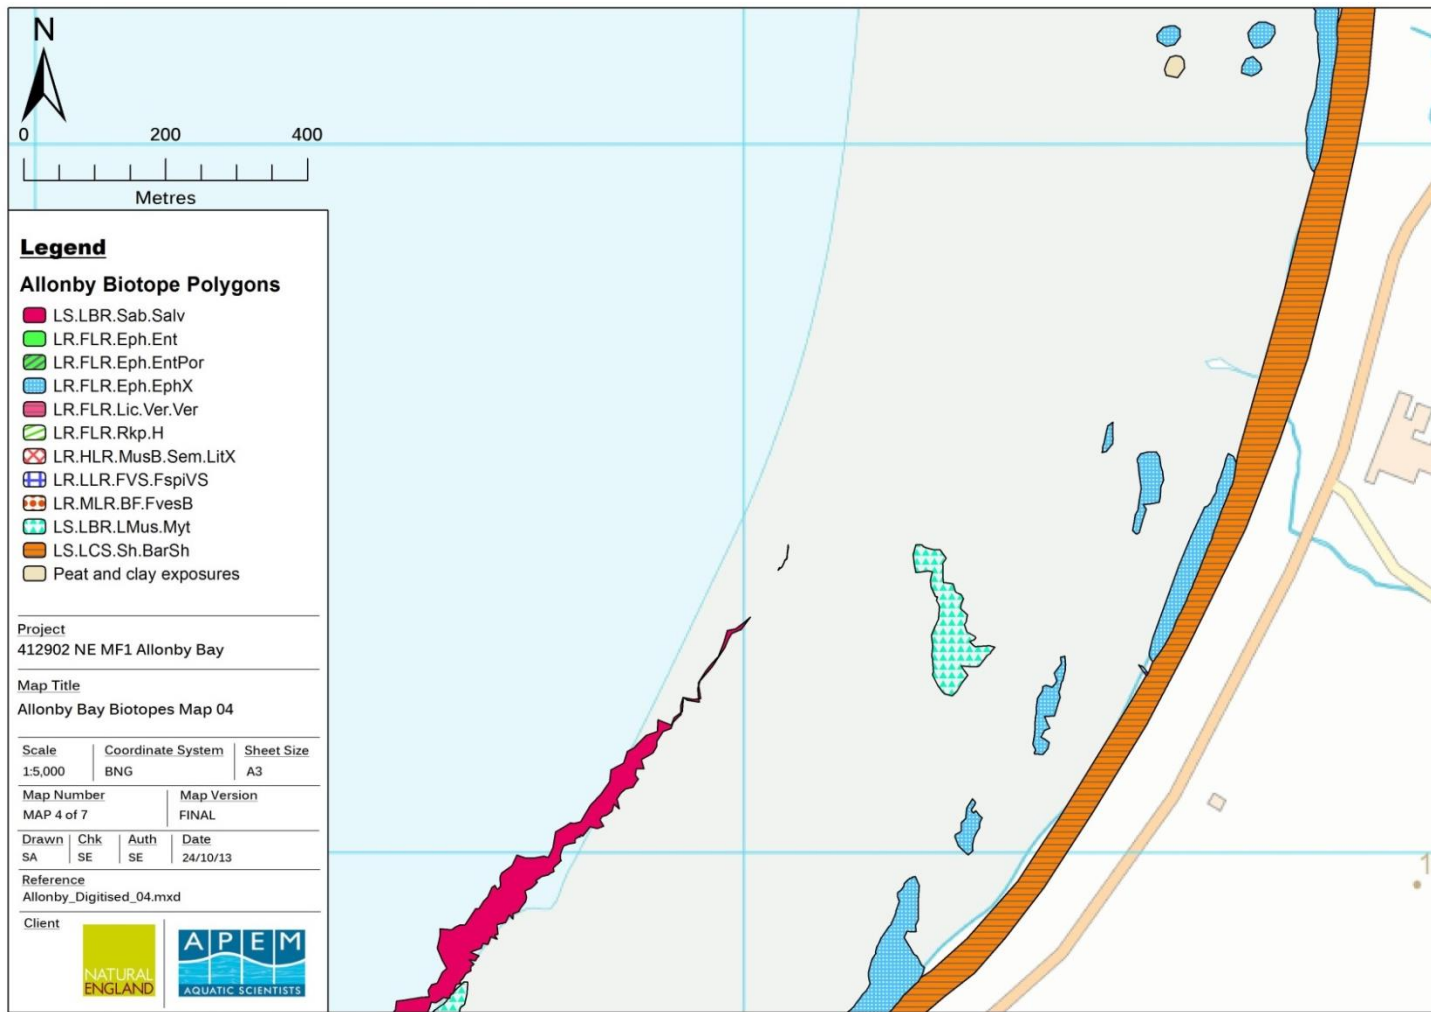 N
0 200 400
Metres
Legend
Allonby Biotope Polygons
LS.LBR.Sab.Salv
LR.FLR.Eph.Ent
LR.FLR.Eph.EntPor
LR.FLR.Eph.EphX
LR.FLR.Lic.Ver.Ver
LR.FLR.Rkp.H
LR.HLR.MusB.Sem.LitX
LR.LLR.FVS.FspiVS
LR.MLR.BF.FvesB
LS.LBR.LMus.Myt
LS.LCS.Sh.BarSh
Peat and clay exposures
Project
412902 NE MF1 Allonby Bay
Map Title
Allonby Bay Biotopes Map 04
Scale Coordinate System Sheet Size
1:5,000 BNG A3
Map Number Map Version
MAP 4 of 7 FINAL
Drawn Chk Auth Date
SA SE SE 24/10/13
Reference
Allonby_Digitised_04.mxd
Client
NATURAL
ENGLAND
APEM
AQUATIC SCIENTISTS
1